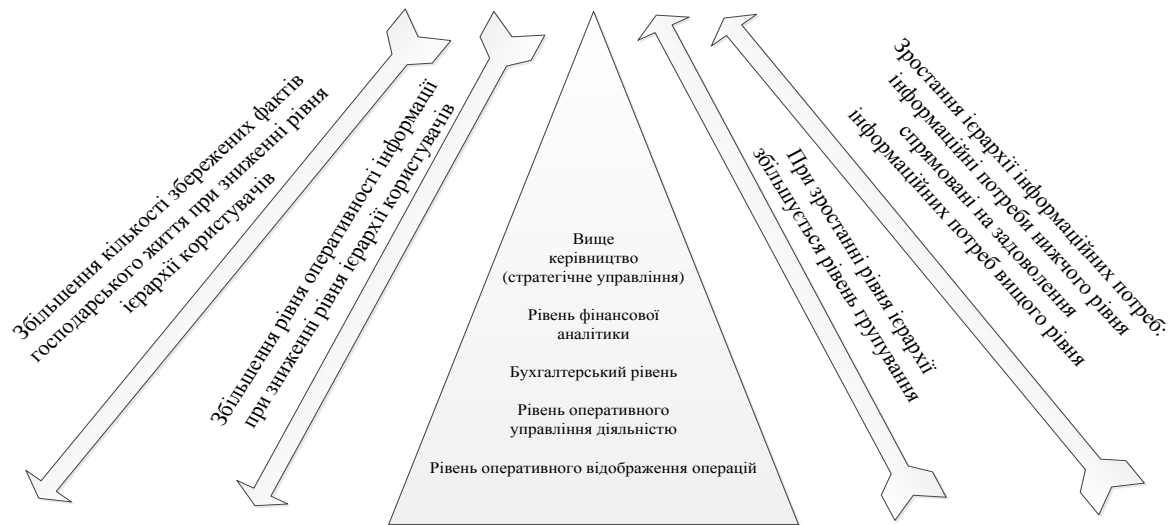 Збільшення кількості збережених фактів
господарського життя при зниженні рівня
ієрархії користувачів
Збільшення рівня оперативності інформації
при зниженні рівня ієрархії користувачів
Вище
керівництво
(стратегічне управління)
Рівень фінансової
аналітики
Бухгалтерський рівень
Рівень оперативного
управління діяльністю
Рівень оперативного відображення операцій
При зростанні рівня ієрархії
збільшується рівень групування
Зростання ієрархії інформаційних потреб:
інформаційні потреби нижчого рівня
спрямовані на задоволення
інформаційних потреб вищого рівня